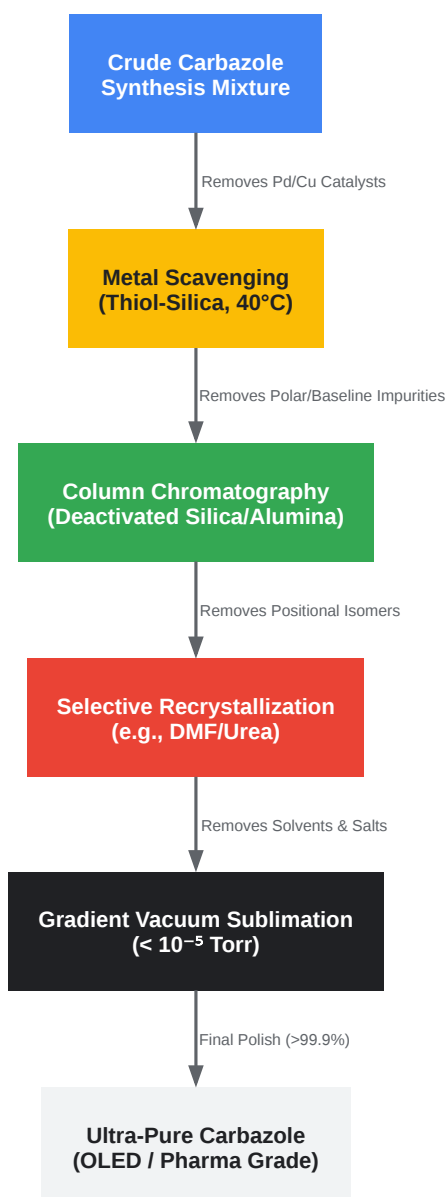 Crude Carbazole
Synthesis Mixture
Removes Pd/Cu Catalysts
Metal Scavenging
(Thiol-Silica, 40°C)
Removes Polar/Baseline Impurities
Column Chromatography
(Deactivated Silica/Alumina)
Removes Positional Isomers
Selective Recrystallization
(e.g., DMF/Urea)
Removes Solvents & Salts
Gradient Vacuum Sublimation
(< 10⁻⁵ Torr)
Final Polish (>99.9%)
Ultra-Pure Carbazole
(OLED / Pharma Grade)